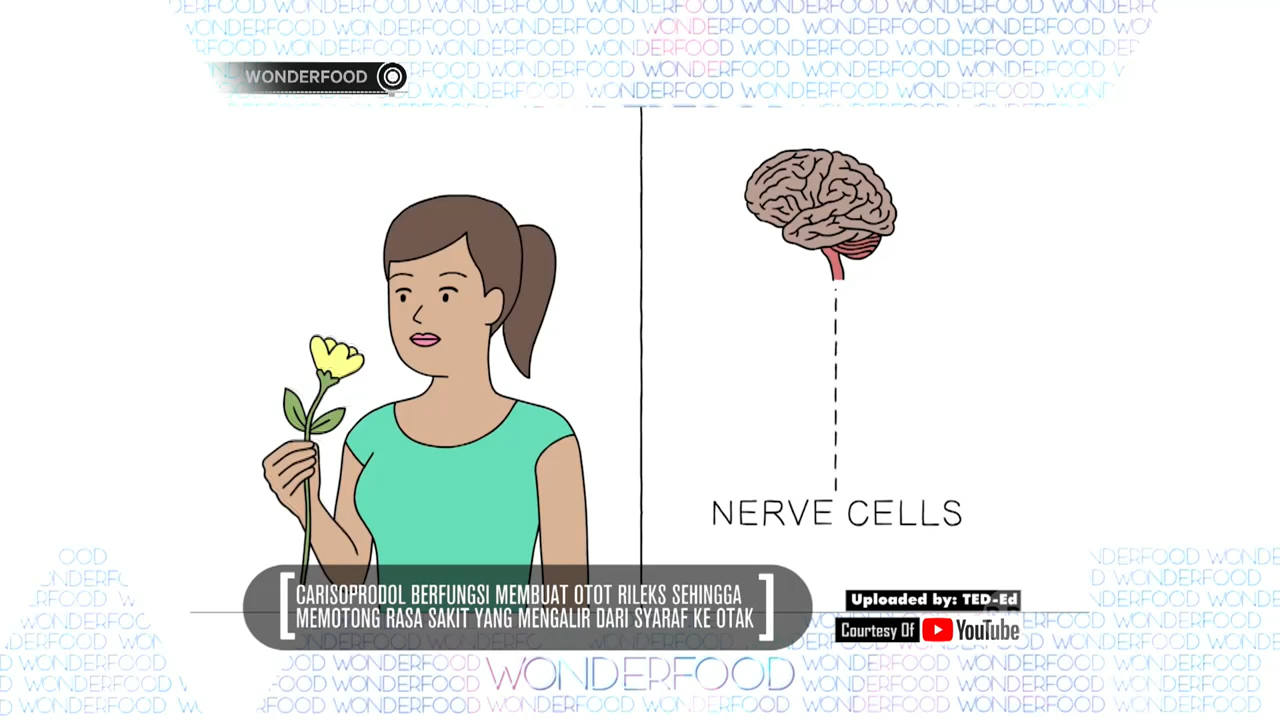 WONDERFOOD
NERVE CELLS
CARISOPRODOL BERFUNGSI MEMBUAT OTOT RILEKS SEHINGGA
MEMOTONG RASA SAKIT YANG MENGALIR DARI SYARAF KE OTAK
Uploaded by: TED-Ed
Courtesy Of YouTube
WONDERFOOD